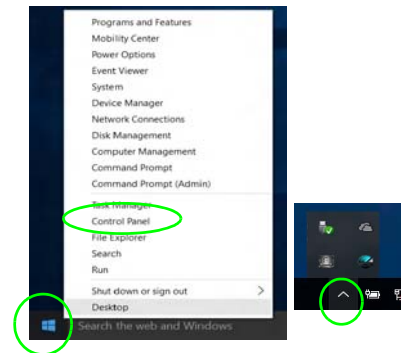 Programs and Features
Mobility Center
Power Options
Event Viewer
System
Device Manager
Network Connections
Disk Management
Computer Management
Command Prompt
Command Prompt (Admin)
Task Manager
Control Panel
File Explorer
Search
Run
Shut down or sign out
Desktop
Search the web and Windows